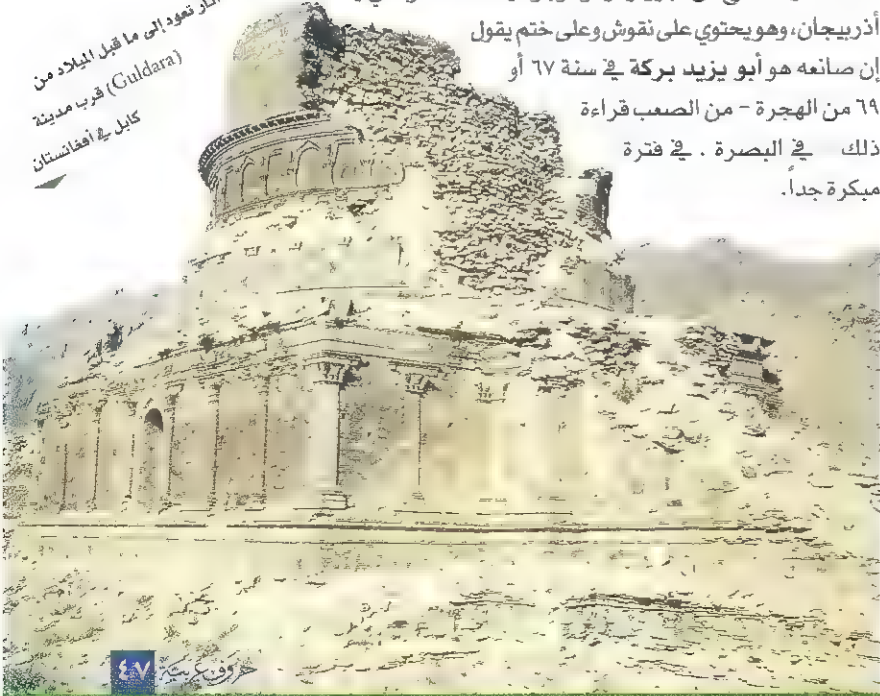 أذربيجان، وهو يحتوي على نقوش وعلى ختم يقول
إن صانعه هو أبو يزيد بركة في سنة ٦٧ أو
٦٩ من الهجرة - من الصعب قراءة
ذلك في البصرة . في فترة
مبكرة جداً.
تعود إلى ما قبل الميلاد من
(Guldara) قرب مدينة
كابل في أفغانستان
٤٧ حروف عربية